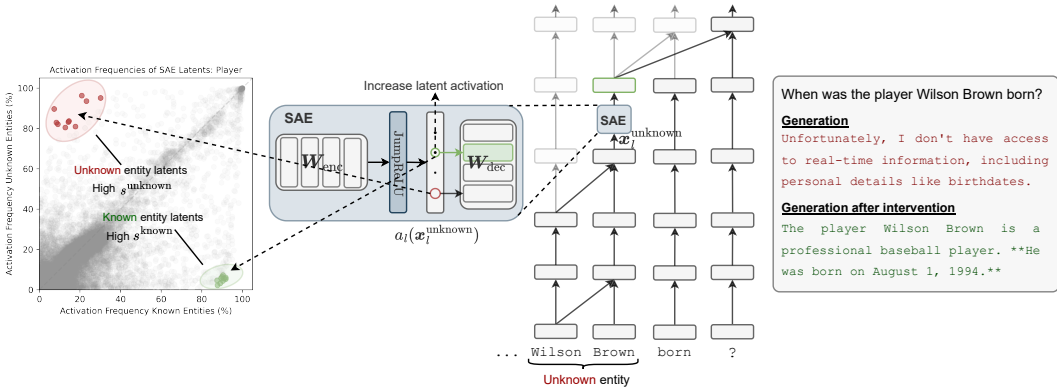 Activation Frequencies of SAE Latents: Player
Activation Frequency Unknown Entities (%)
100
80
60
40
20
0
0
20
40
60
80
100
Activation Frequency Known Entities (%)
Unknown entity latents
High s^unknown
Known entity latents
High s^known
Increase latent activation
SAE
W_enc
JumpReLU
W_dec
a_l(x_l^unknown)
SAE
x_l^unknown
... Wilson Brown born ?
Unknown entity
When was the player Wilson Brown born?
Generation
Unfortunately, I don't have access
to real-time information, including
personal details like birthdates.
Generation after intervention
The player Wilson Brown is a
professional baseball player. **He
was born on August 1, 1994.**